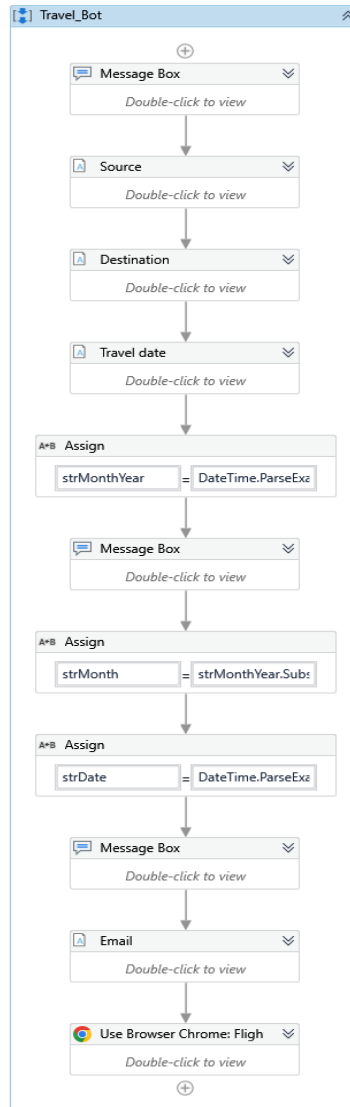 Travel_Bot
Message Box
Double-click to view
Source
Double-click to view
Destination
Double-click to view
Travel date
Double-click to view
A+B Assign
strMonthYear = DateTime.ParseExa
Message Box
Double-click to view
A+B Assign
strMonth = strMonthYear.Subs
A+B Assign
strDate = DateTime.ParseExa
Message Box
Double-click to view
A Email
Double-click to view
Use Browser Chrome: Fligh
Double-click to view